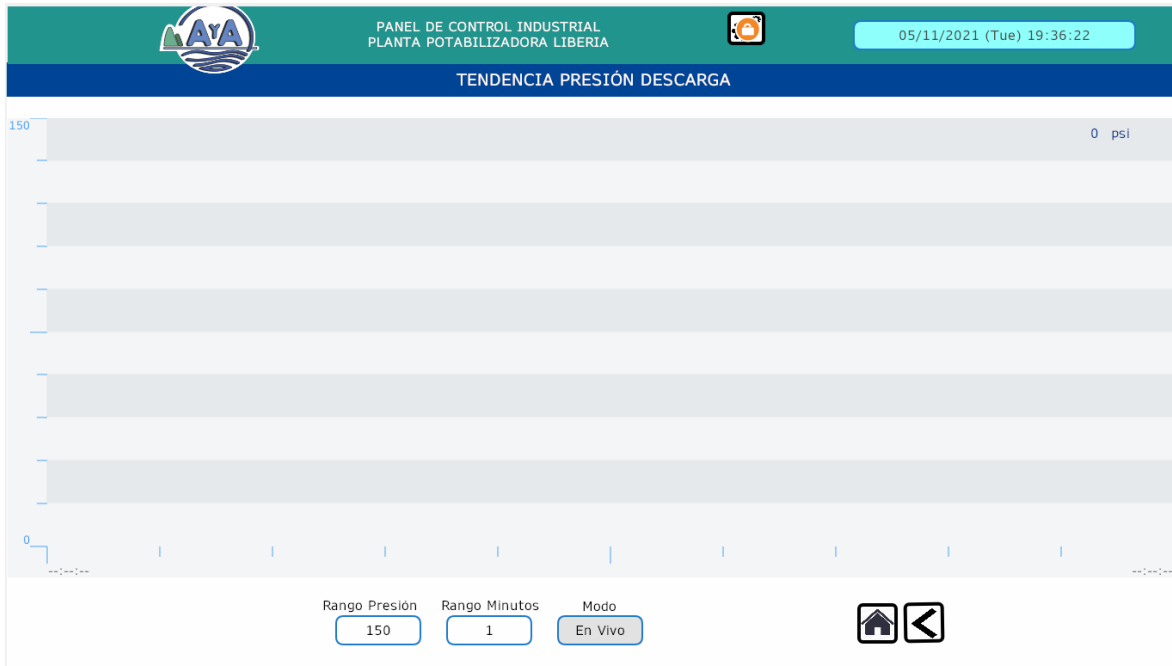 AYA
PANEL DE CONTROL INDUSTRIAL
PLANTA POTABILIZADORA LIBERIA
05/11/2021 (Tue) 19:36:22
TENDENCIA PRESIÓN DESCARGA
150
0 psi
0
--:--:--
--:--:--
Rango Presión
Rango Minutos
Modo
150
1
En Vivo